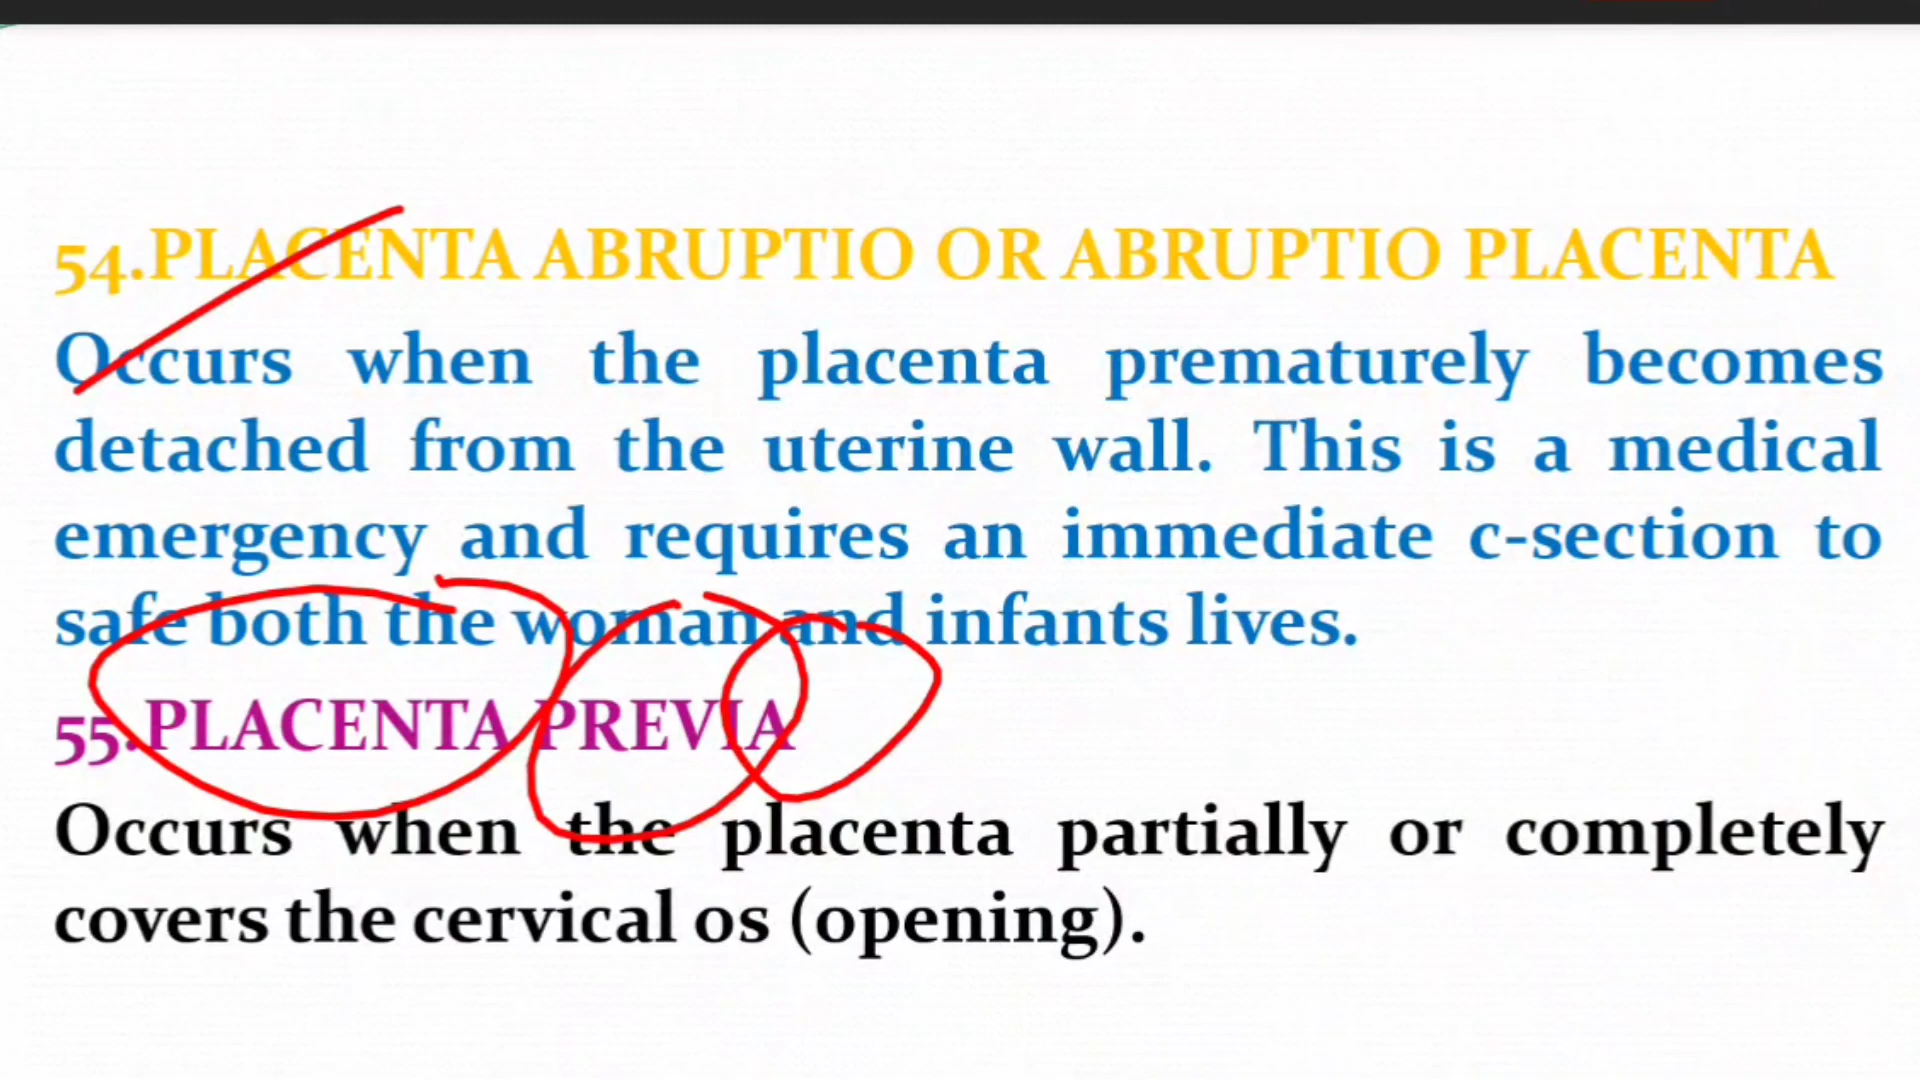 54.PLACENTA ABRUPTIO OR ABRUPTIO PLACENTA
Occurs when the placenta prematurely becomes
detached from the uterine wall. This is a medical
emergency and requires an immediate c-section to
safe both the woman and infants lives.
55.PLACENTA PREVIA
Occurs when the placenta partially or completely
covers the cervical os (opening).